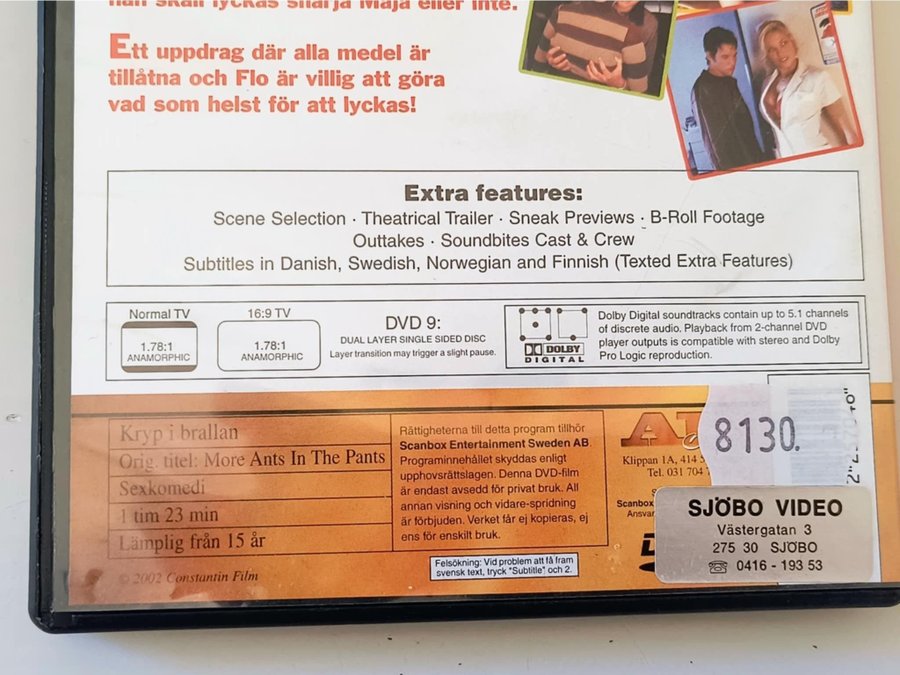 skall lyckas snärja Maja eller inte.
Ett uppdrag där alla medel är
tillåtna och Flo är villig att göra
vad som helst för att lyckas!
Extra features:
Scene Selection · Theatrical Trailer · Sneak Previews · B-Roll Footage
Outtakes · Soundbites Cast & Crew
Subtitles in Danish, Swedish, Norwegian and Finnish (Texted Extra Features)
Normal TV
1.78:1
ANAMORPHIC
16:9 TV
1.78:1
ANAMORPHIC
DVD 9:
DUAL LAYER SINGLE SIDED DISC
Layer transition may trigger a slight pause.
DOLBY
DIGITAL
Dolby Digital soundtracks contain up to 5.1 channels
of discrete audio. Playback from 2-channel DVD
player outputs is compatible with stereo and Dolby
Pro Logic reproduction.
Kryp i brallan
Orig. titel: More Ants In The Pants
Sexkomedi
1 tim 23 min
Lämplig från 15 år
© 2002 Constantin Film
Rättigheterna till detta program tillhör
Scanbox Entertainment Sweden AB.
Programinnehållet skyddas enligt
upphovsrättslagen. Denna DVD-film
är endast avsedd för privat bruk. All
annan visning och vidare-spridning
är förbjuden. Verket får ej kopieras, ej
ens för enskilt bruk.
Felsökning: Vid problem att få fram
svensk text, tryck "Subtitle" och 2.
Klippan 1A, 414
Tel. 031 704
Scanbox
8130.
SJÖBO VIDEO
Västergatan 3
275 30 SJÖBO
☏ 0416 - 193 53